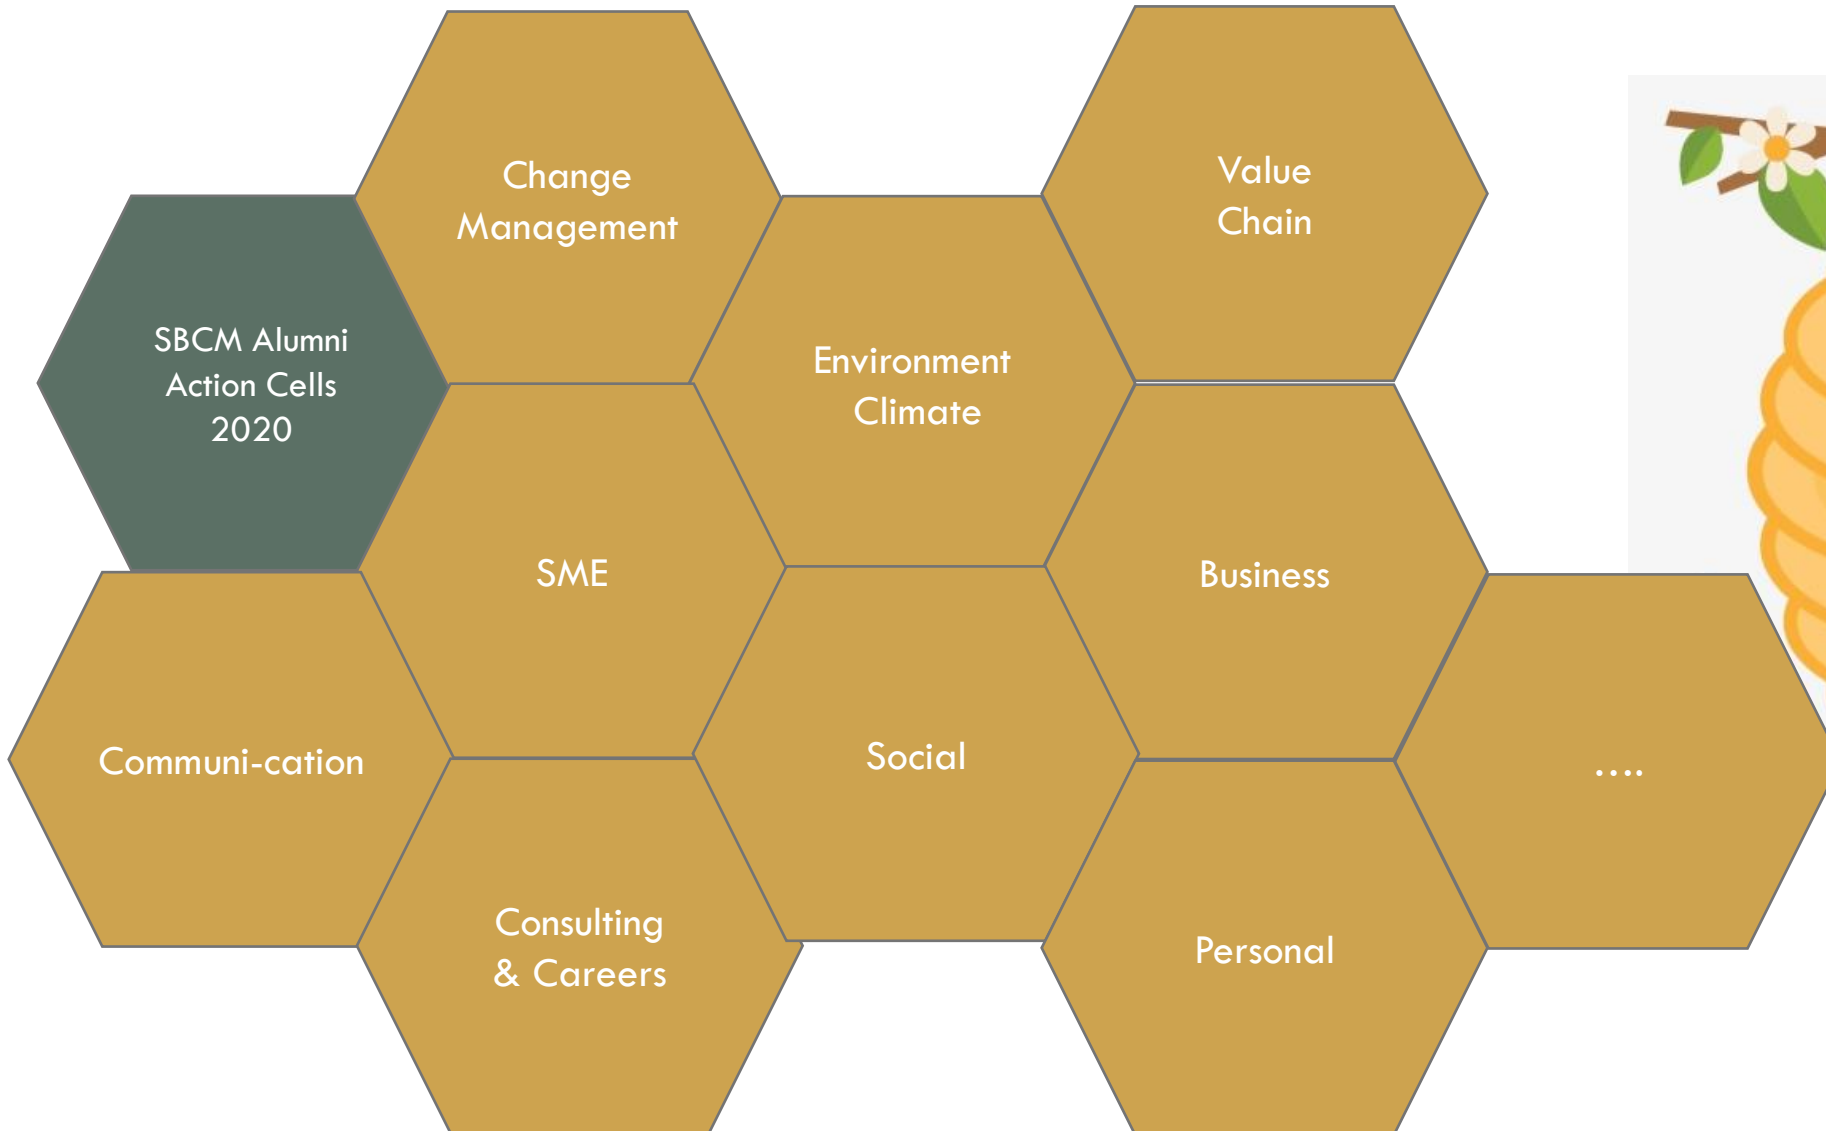 Change
Management
Value
Chain
SBCM Alumni
Action Cells
2020
Environment
Climate
SME
Business
Communi-cation
Social
....
Consulting
& Careers
Personal